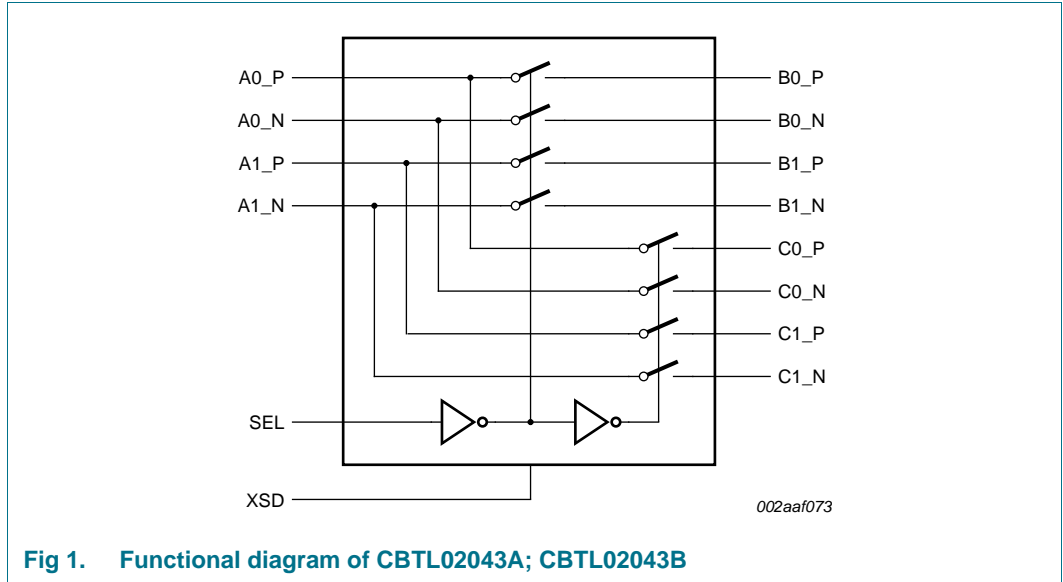 A0_P
B0_P
A0_N
B0_N
A1_P
B1_P
A1_N
B1_N
C0_P
C0_N
C1_P
C1_N
SEL
XSD
002aaf073
Fig 1. Functional diagram of CBTL02043A; CBTL02043B